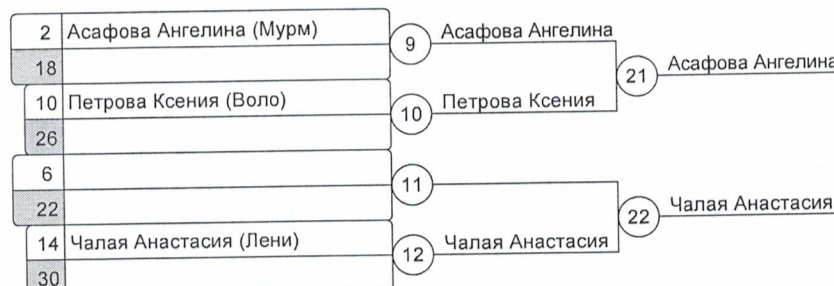 2 Асафова Ангелина (Мурм)
18
9 Асафова Ангелина
21 Асафова Ангелина
10 Петрова Ксения (Воло)
26
10 Петрова Ксения
6
22
11
22 Чалая Анастасия
14 Чалая Анастасия (Лени)
30
12 Чалая Анастасия